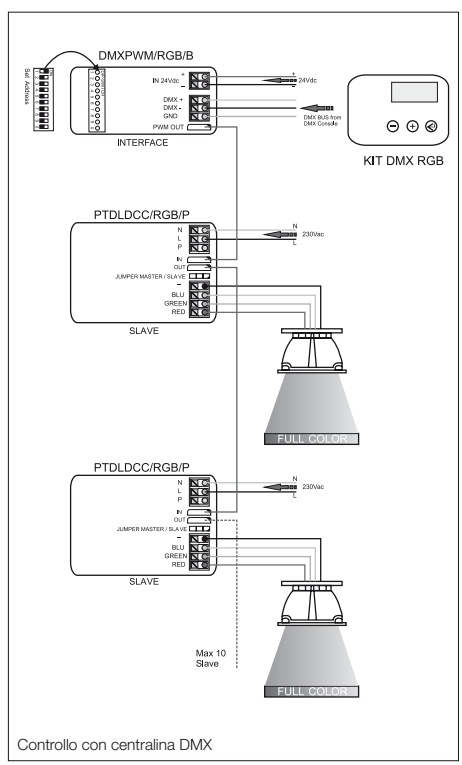 DMXPWM/RGB/B
Set Address
IN 24Vdc
+
-
+
-
24Vdc
DMX +
DMX -
GND
PWM OUT
DMX BUS from
DMX Console
INTERFACE
KIT DMX RGB
PTDLDCC/RGB/P
N
L
P
N
230Vac
L
IN
OUT
JUMPER MASTER / SLAVE
-
BLU
GREEN
RED
SLAVE
FULL COLOR
PTDLDCC/RGB/P
N
L
P
N
230Vac
L
IN
OUT
JUMPER MASTER / SLAVE
-
BLU
GREEN
RED
SLAVE
Max 10
Slave
FULL COLOR
Controllo con centralina DMX